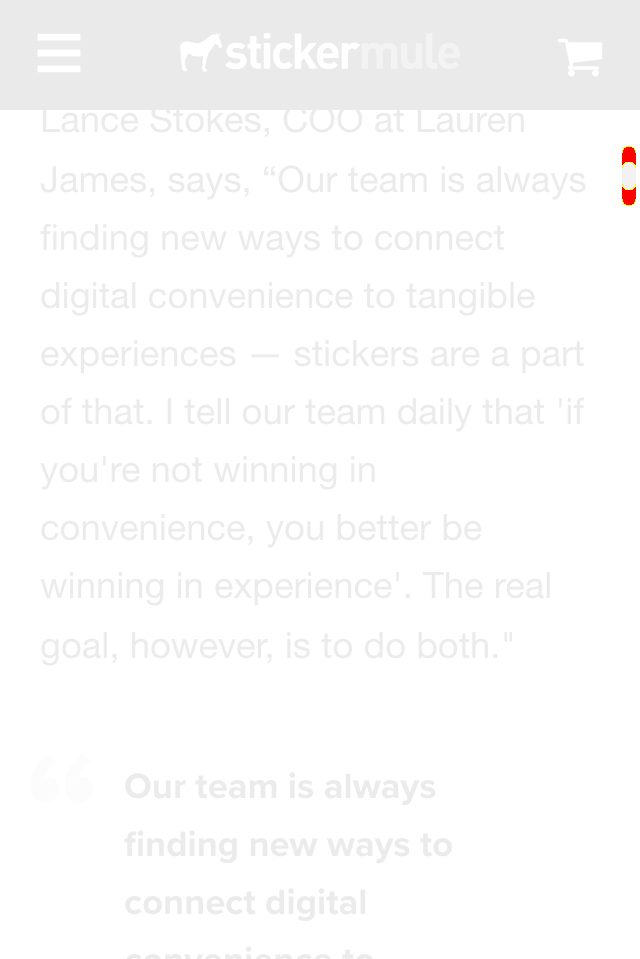 stickermule
Lance Stokes, COO at Lauren
James, says, “Our team is always
finding new ways to connect
digital convenience to tangible
experiences — stickers are a part
of that. I tell our team daily that 'if
you're not winning in
convenience, you better be
winning in experience'. The real
goal, however, is to do both."
“
Our team is always
finding new ways to
connect digital
convenience to